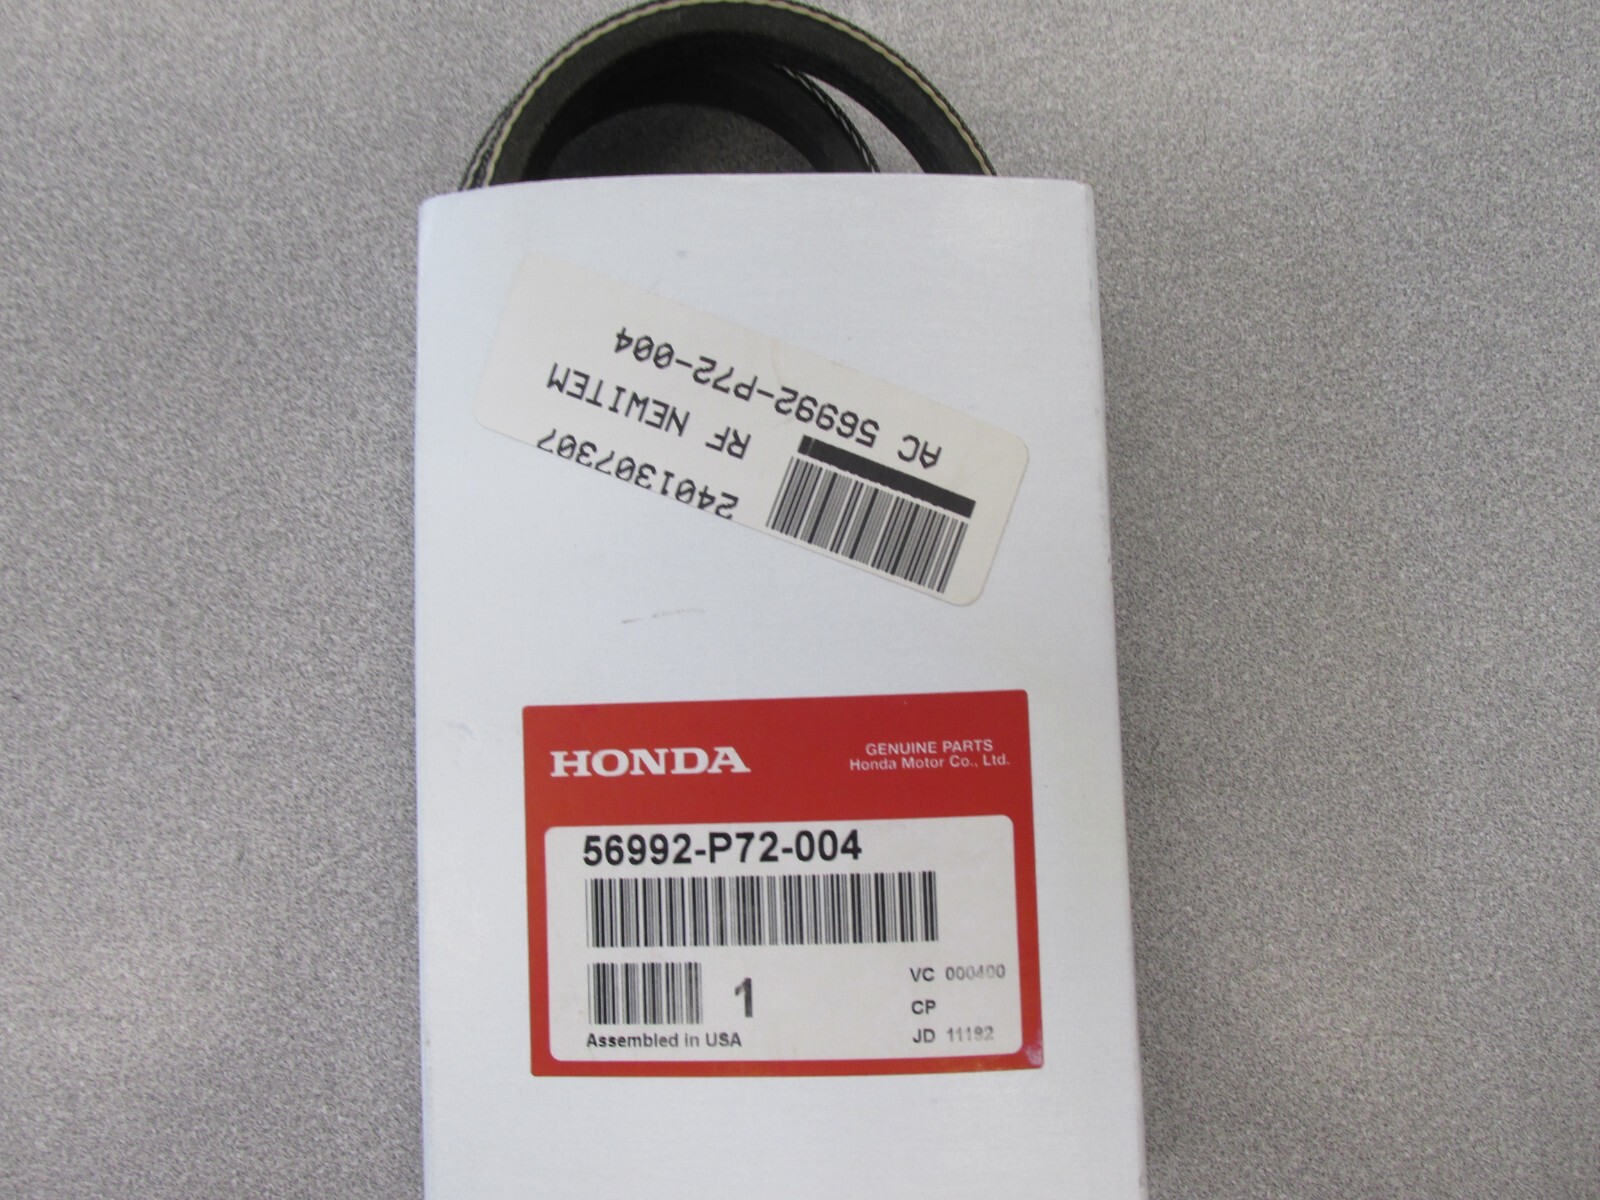 AC 56992-P72-004
RF NEWITEM
24013073307
HONDA
GENUINE PARTS
Honda Motor Co., Ltd.
56992-P72-004
1
VC 000400
CP
Assembled in USA
JD 11192